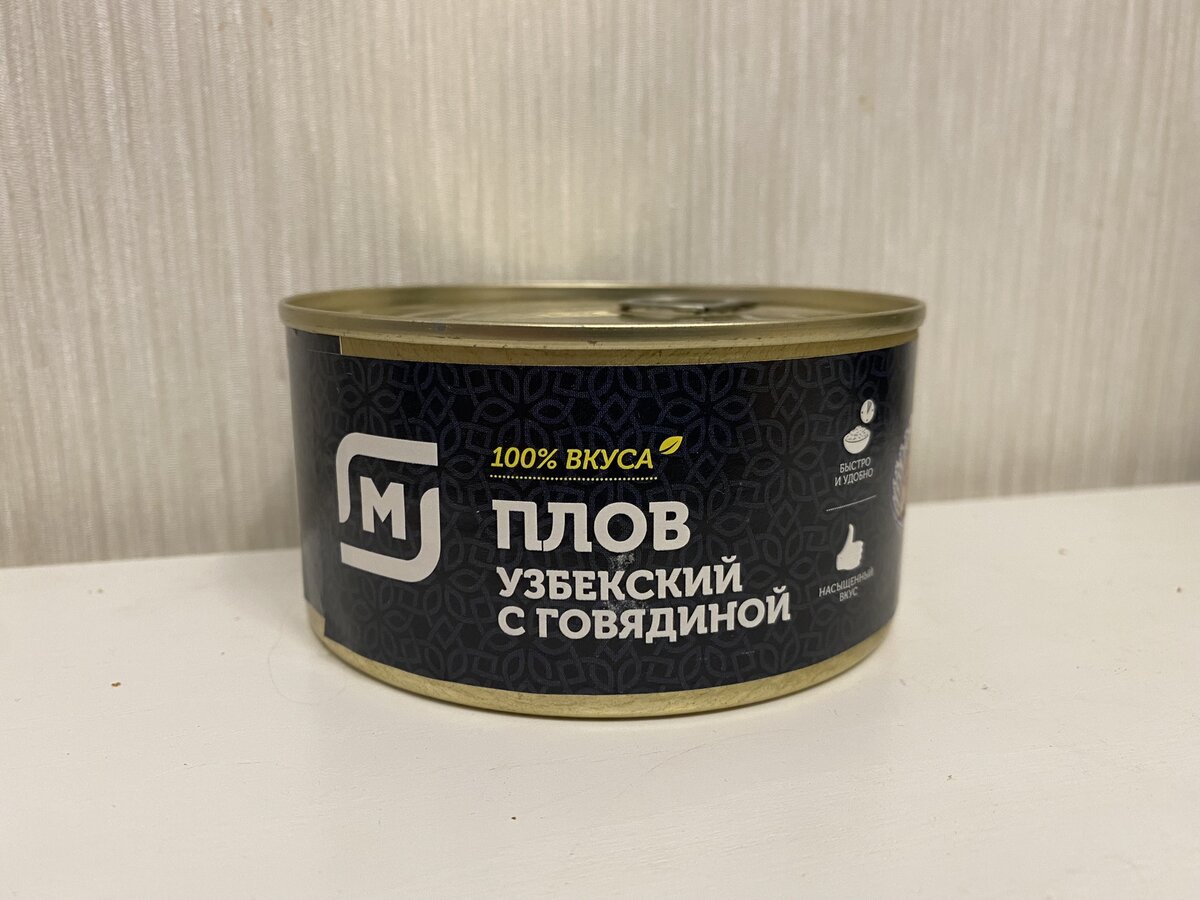 М
100% ВКУСА
ПЛОВ
УЗБЕКСКИЙ
С ГОВЯДИНОЙ
БЫСТРО
И УДОБНО
НАСЫЩЕННЫЙ
ВКУС